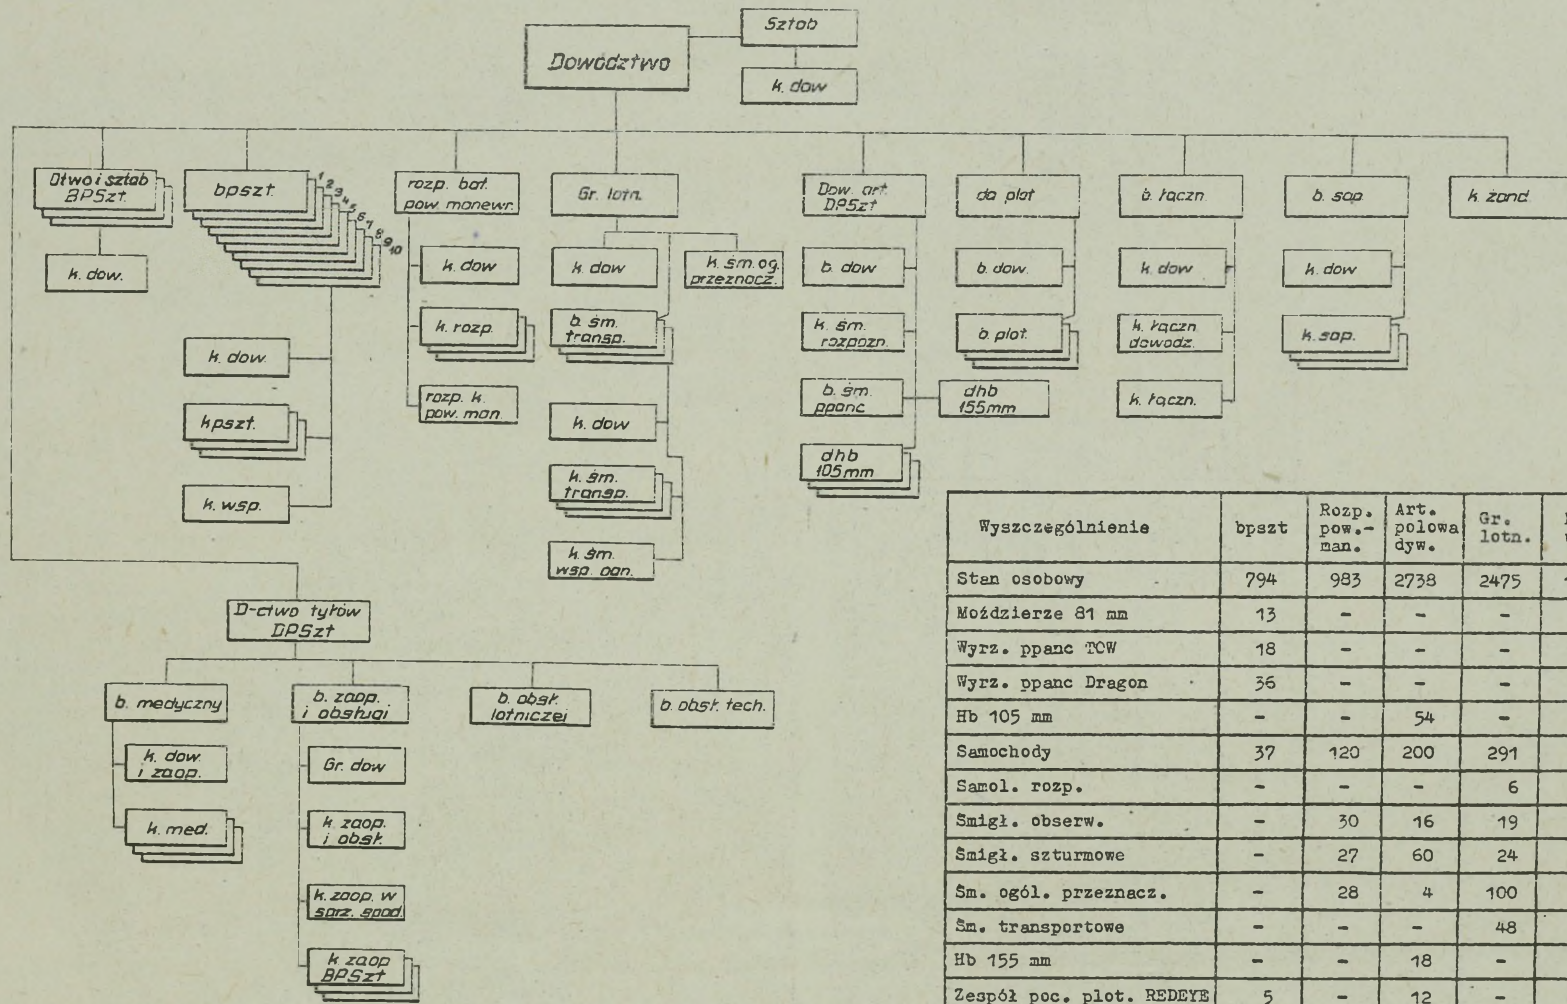 Sztab
Dowództwo
k. dow
Dtwo i sztab
BPSzt
bpszt.
1
2
3
4
5
6
7
8
9
10
rozp. bat.
pow. manewr.
Gr. lotn.
Dow. art.
DPSzt
da plot
b. łączn.
b. sap.
k. żand.
k. dow.
k. dow
k. dow
k. śm. og.
przeznacz.
b. dow
b. dow.
k. dow
k. dow
k. rozp.
b. śm.
transp.
k. śm.
rozpozn.
b. plot.
k. łączn.
dowodz.
k. sap.
k. dow.
rozp. k.
pow. man.
b. śm.
ppanc
dhb
155mm
k. łączn.
kpszt.
k. dow
dhb
105mm
k. wsp.
k. śm.
transp.
k. śm.
wsp. ogn.
D-ctwo tyłów
DPSzt
b. medyczny
b. zaop.
i obsługi
b. obsł.
lotniczej
b. obsł. tech.
k. dow.
i zaop.
Gr. dow
k. med.
k. zaop.
i obsł.
k. zaop. w
sprz. spad.
k zaop
BPSzt
Wyszczególnienie bpszt Rozp. pow.-man. Art. polowa dyw. Gr. lotn.
Stan osobowy 794 983 2738 2475
Moździerze 81 mm 13 - - -
Wyrz. ppanc TOW 18 - - -
Wyrz. ppanc Dragon 36 - - -
Hb 105 mm - - 54 -
Samochody 37 120 200 291
Samol. rozp. - - - 6
Śmigł. obserw. - 30 16 19
Śmigł. szturmowe - 27 60 24
Śm. ogól. przeznacz. - 28 4 100
Śm. transportowe - - - 48
Hb 155 mm - - 18 -
Zespół poc. plot. REDEYE 5 - 12 -